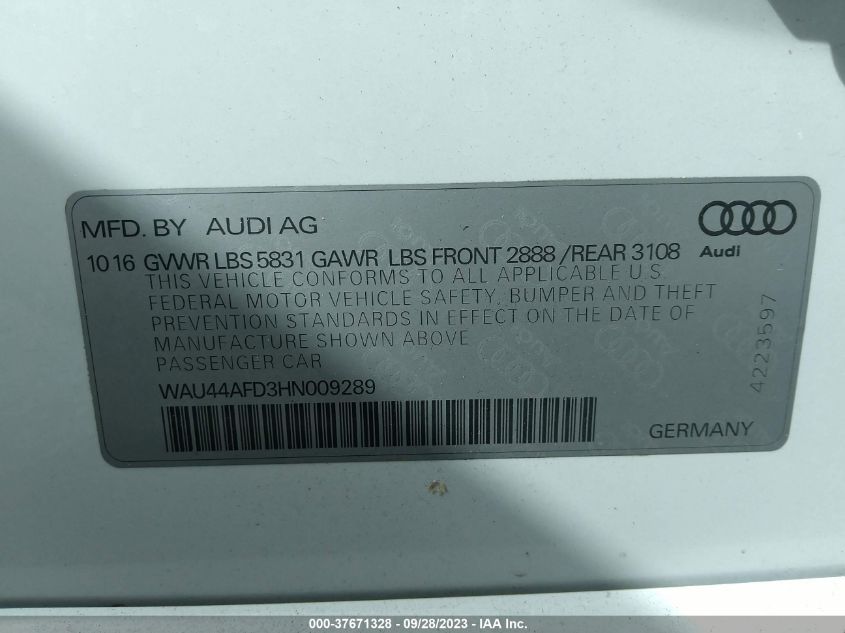 MFD. BY AUDI AG
Audi
10 16 GVWR LBS 5831 GAWR LBS FRONT 2888 / REAR 3108
THIS VEHICLE CONFORMS TO ALL APPLICABLE U.S.
FEDERAL MOTOR VEHICLE SAFETY, BUMPER AND THEFT
PREVENTION STANDARDS IN EFFECT ON THE DATE OF
MANUFACTURE SHOWN ABOVE
PASSENGER CAR
WAU44AFD3HN009289
GERMANY
4223597
000-37671328 - 09/28/2023 - IAA Inc.